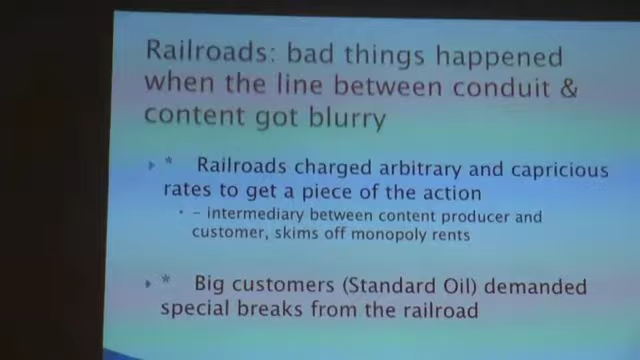 Railroads: bad things happened
when the line between conduit &
content got blurry
* Railroads charged arbitrary and capricious
rates to get a piece of the action
- intermediary between content producer and
customer, skims off monopoly rents
* Big customers (Standard Oil) demanded
special breaks from the railroad